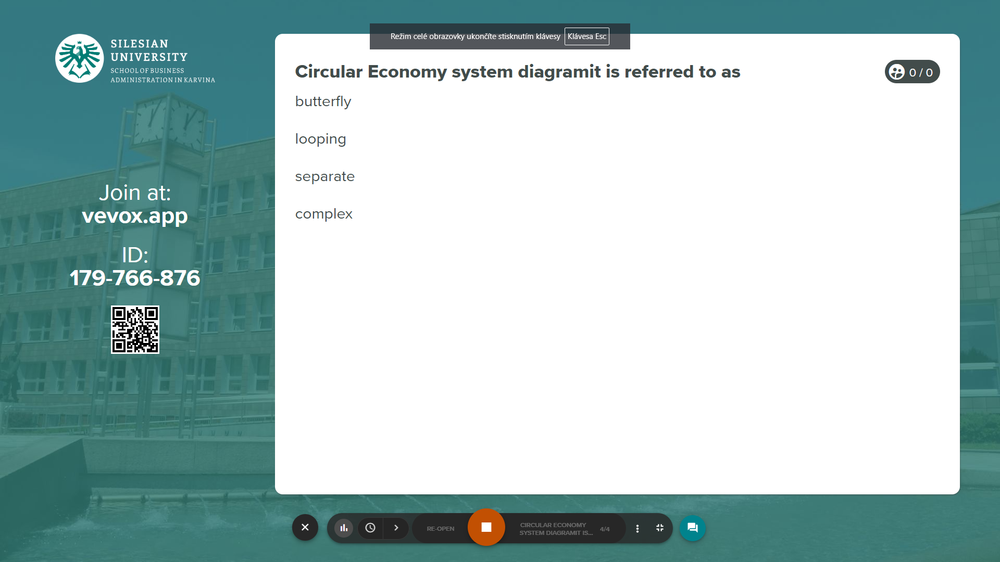 SILESIAN
UNIVERSITY
SCHOOL OF BUSINESS
ADMINISTRATION IN KARVINA
Join at:
vevox.app
ID:
179-766-876
Režim celé obrazovky ukončíte stisknutím klávesy Klávesa Esc
Circular Economy system diagramit is referred to as
0 / 0
butterfly
looping
separate
complex
RE-OPEN
CIRCULAR ECONOMY
SYSTEM DIAGRAMIT IS...
4/4